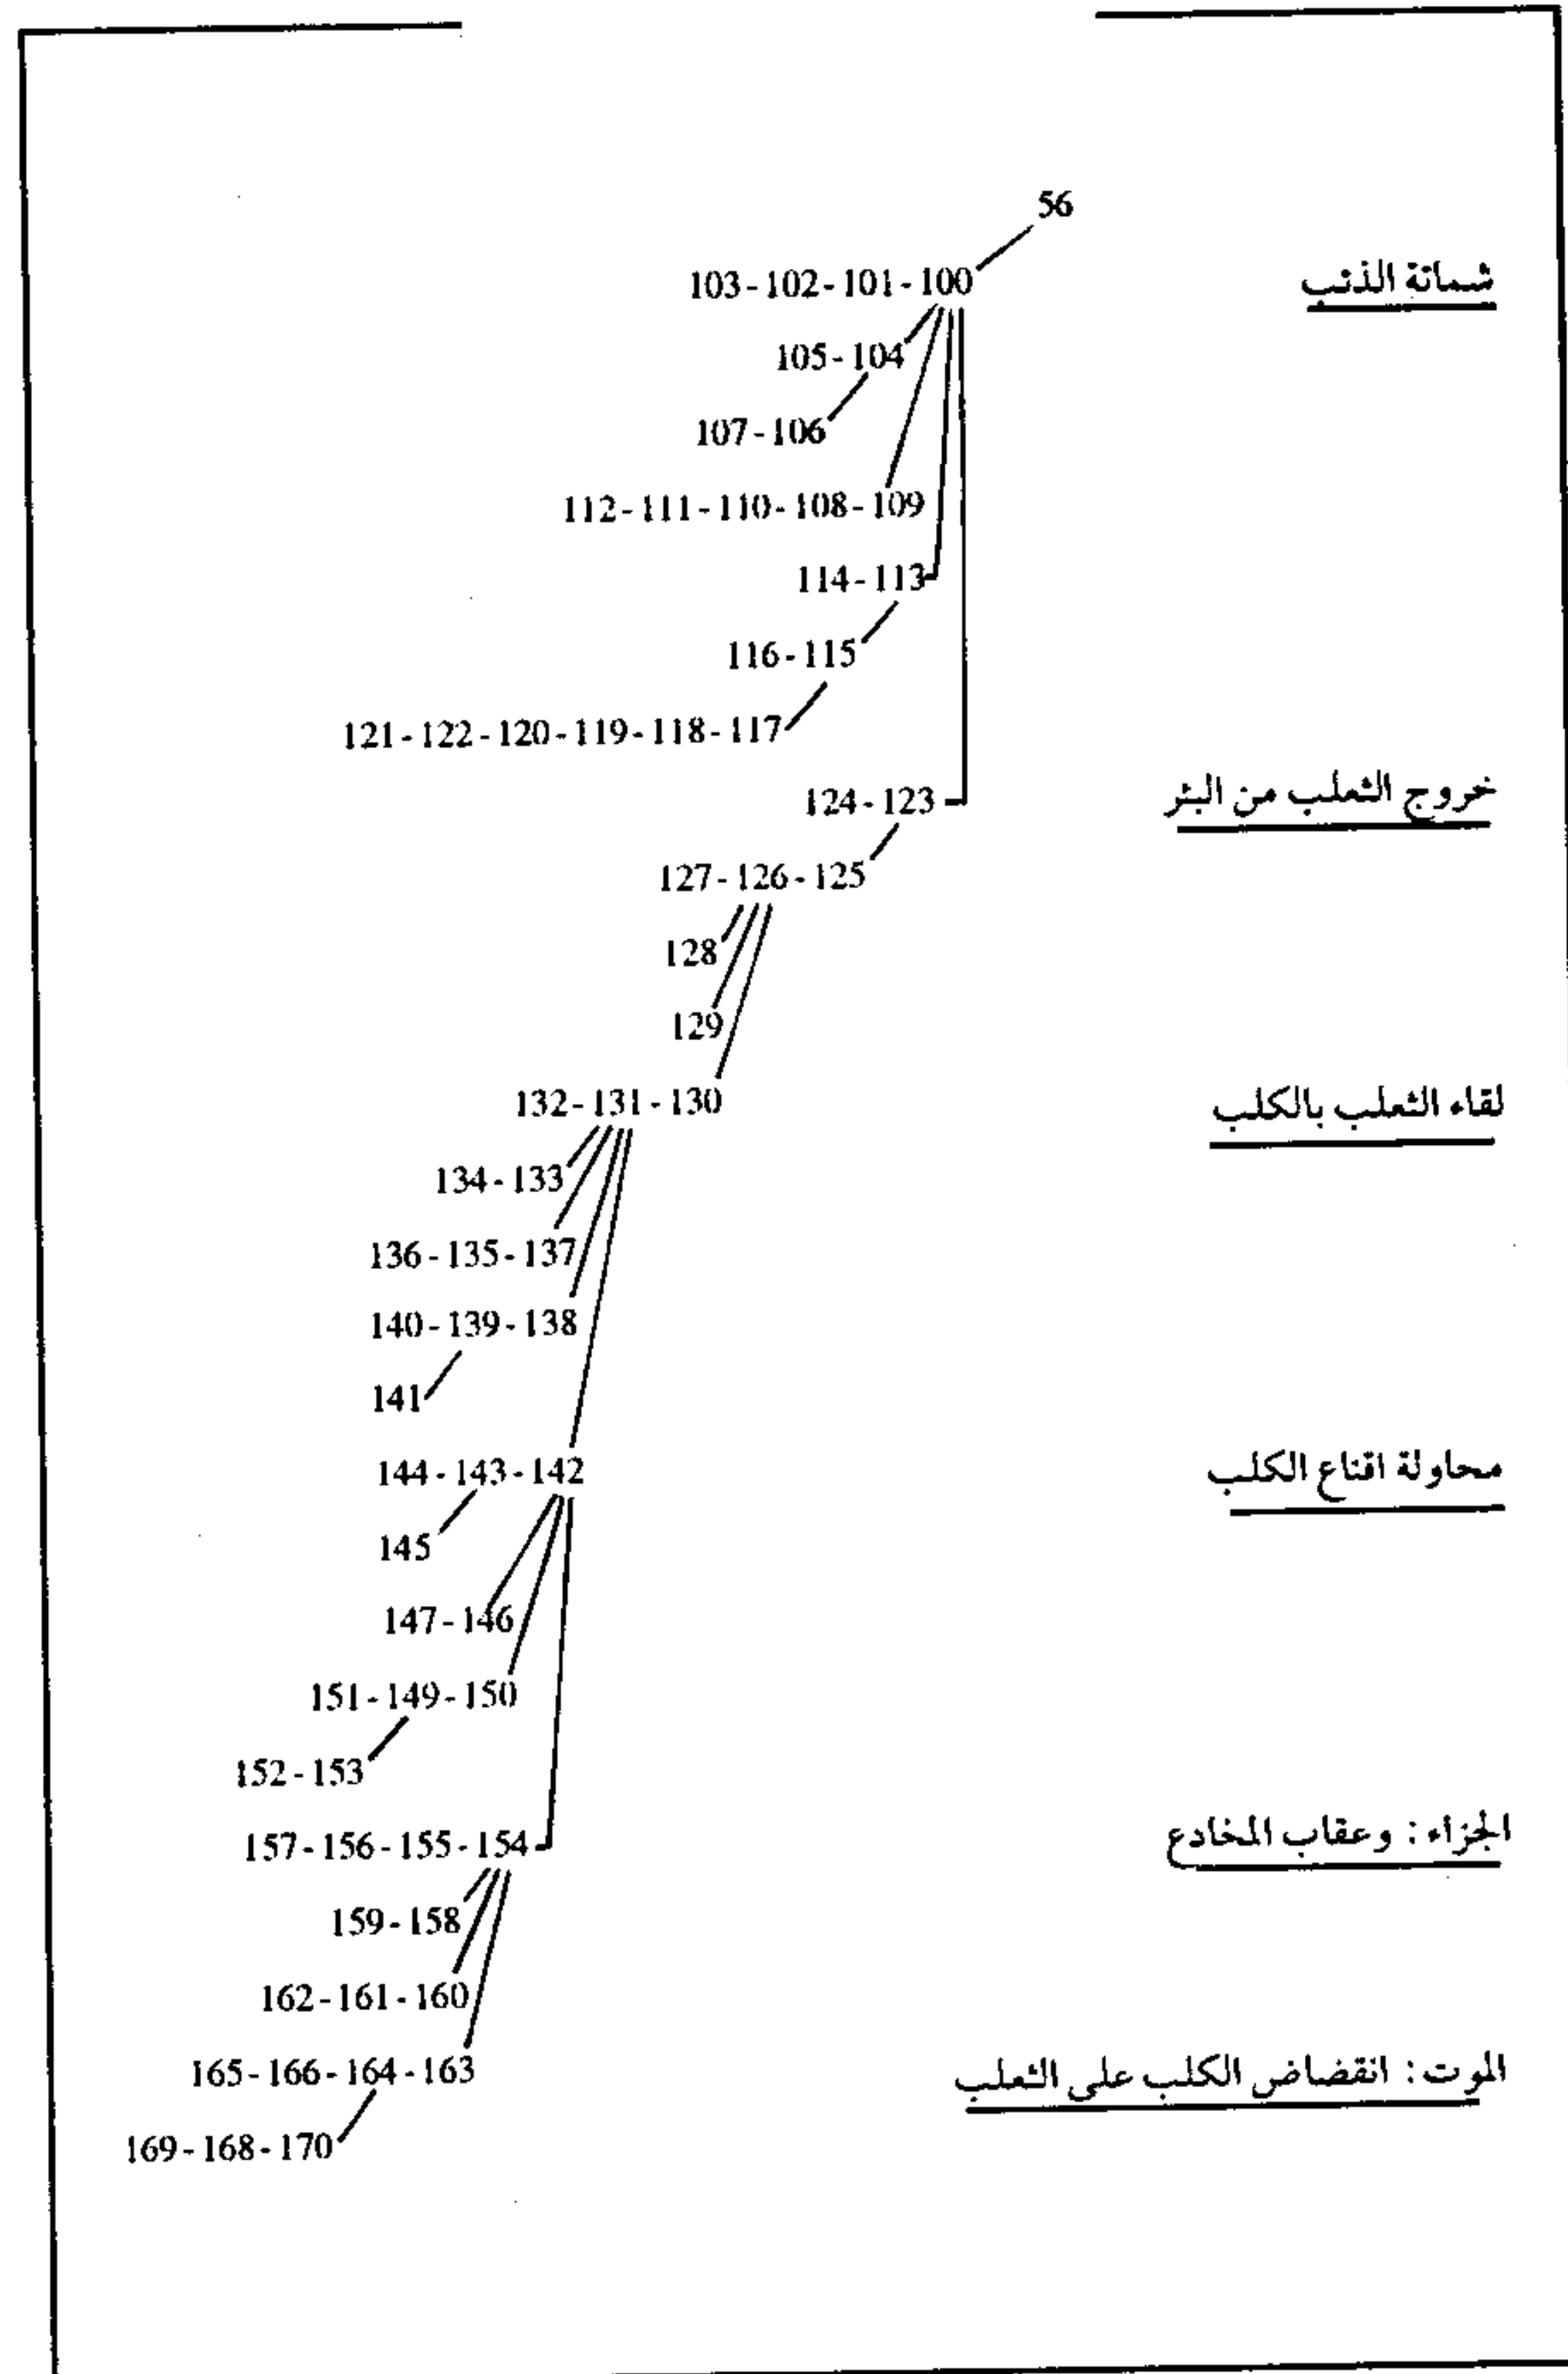 56
شماتة الذئب 103 - 102 - 101 - 100
105 - 104
107 - 106
112 - 111 - 110 - 108 - 109
114 - 113
116 - 115
121 - 122 - 120 - 119 - 118 - 117
خروج الثعلب من البئر 124 - 123
127 - 126 - 125
128
129
لقاء الثعلب بالكلب 132 - 131 - 130
134 - 133
136 - 135 - 137
140 - 139 - 138
141
محاولة اقناع الكلب 144 - 143 - 142
145
147 - 146
151 - 149 - 150
152 - 153
الجزاء : وعقاب المخادع 157 - 156 - 155 - 154
159 - 158
162 - 161 - 160
الموت : انقضاض الكلب على الثعلب 165 - 166 - 164 - 163
169 - 168 - 170